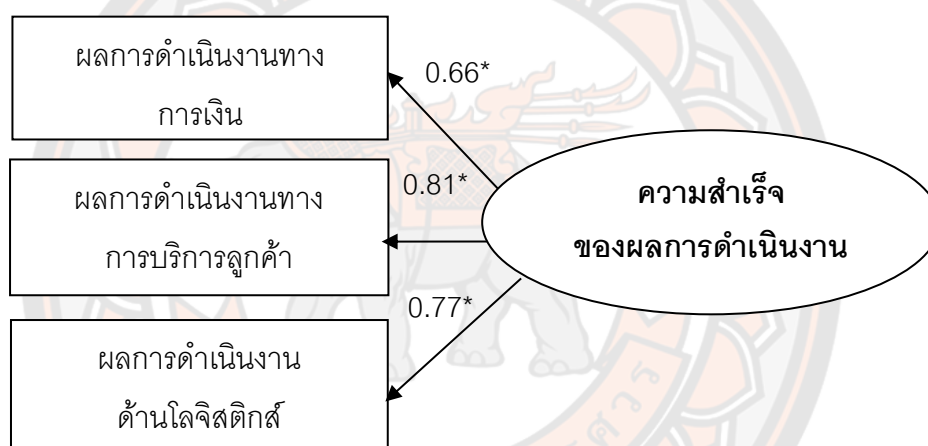 ผลการดำเนินงานทาง
การเงิน
0.66*
ผลการดำเนินงานทาง
การบริการลูกค้า
0.81*
ความสำเร็จ
ของผลการดำเนินงาน
0.77*
ผลการดำเนินงาน
ด้านโลจิสติกส์